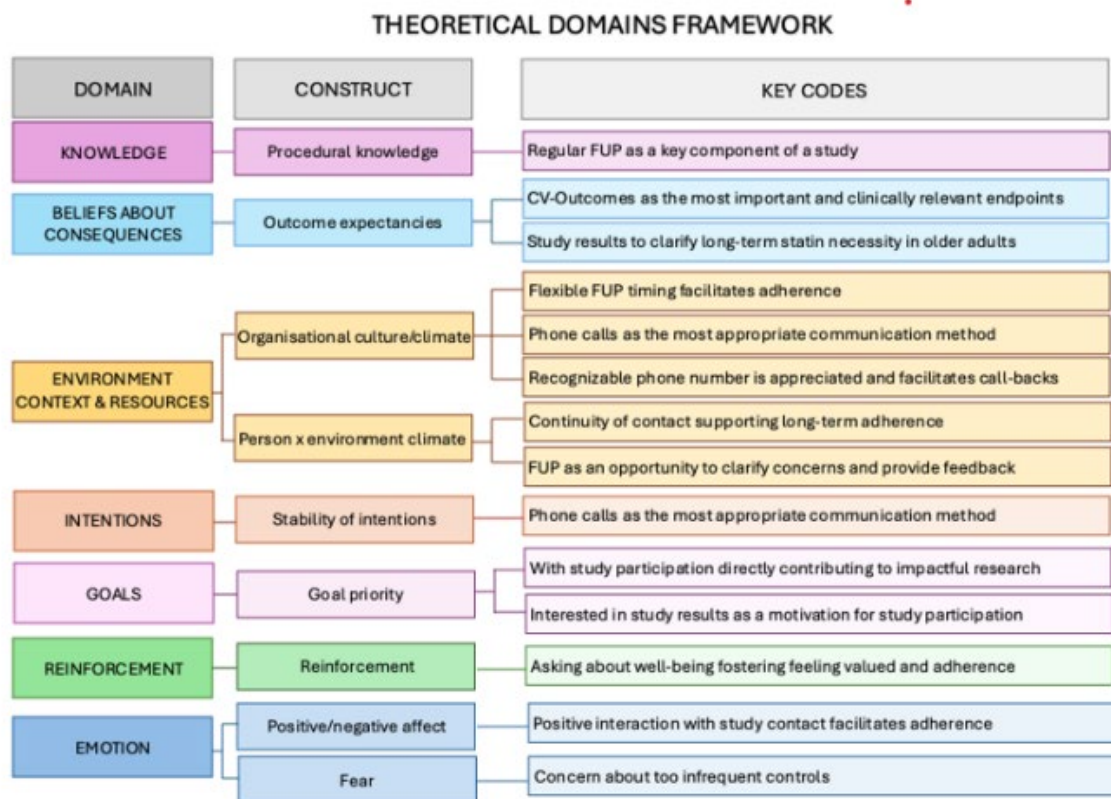 THEORETICAL DOMAINS FRAMEWORK
DOMAIN
CONSTRUCT
KEY CODES
KNOWLEDGE
Procedural knowledge
Regular FUP as a key component of a study
BELIEFS ABOUT
CONSEQUENCES
Outcome expectancies
CV-Outcomes as the most important and clinically relevant endpoints
Study results to clarify long-term statin necessity in older adults
ENVIRONMENT
CONTEXT & RESOURCES
Organisational culture/climate
Flexible FUP timing facilitates adherence
Phone calls as the most appropriate communication method
Recognizable phone number is appreciated and facilitates call-backs
Person x environment climate
Continuity of contact supporting long-term adherence
FUP as an opportunity to clarify concerns and provide feedback
INTENTIONS
Stability of intentions
Phone calls as the most appropriate communication method
GOALS
Goal priority
With study participation directly contributing to impactful research
Interested in study results as a motivation for study participation
REINFORCEMENT
Reinforcement
Asking about well-being fostering feeling valued and adherence
EMOTION
Positive/negative affect
Positive interaction with study contact facilitates adherence
Fear
Concern about too infrequent controls